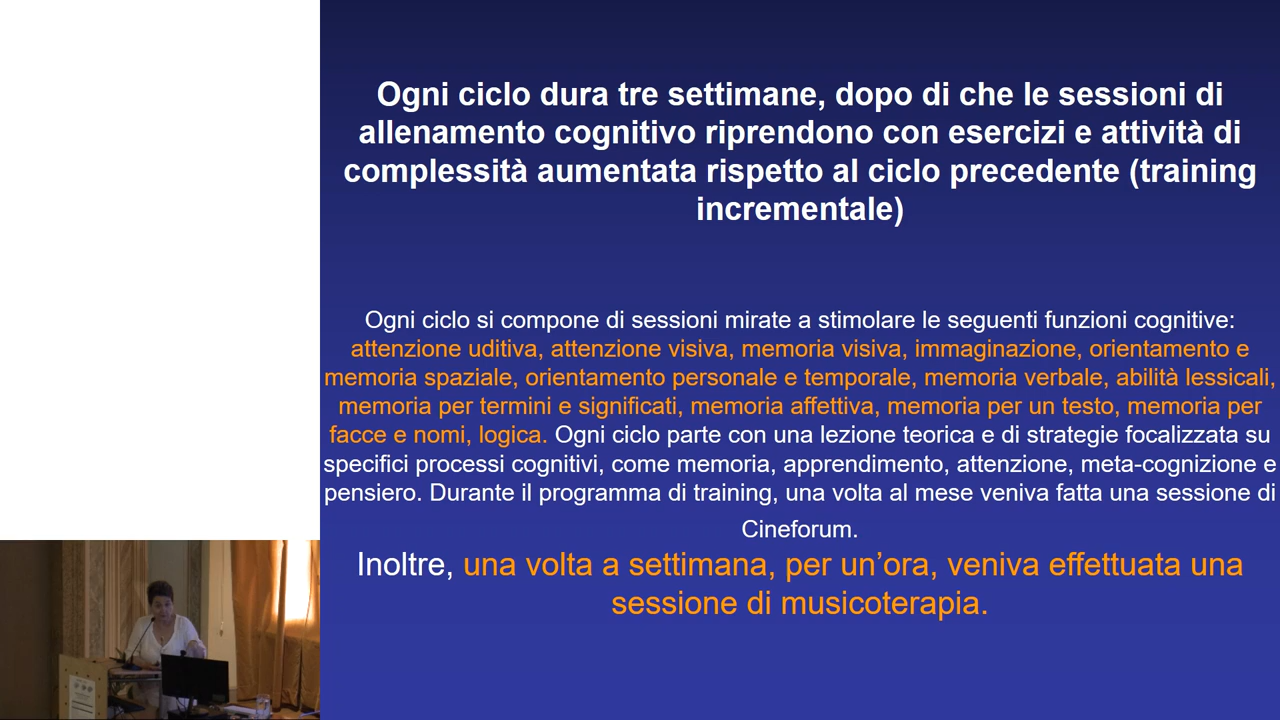 Ogni ciclo dura tre settimane, dopo di che le sessioni di
allenamento cognitivo riprendono con esercizi e attività di
complessità aumentata rispetto al ciclo precedente (training
incrementale)
Ogni ciclo si compone di sessioni mirate a stimolare le seguenti funzioni cognitive:
attenzione uditiva, attenzione visiva, memoria visiva, immaginazione, orientamento e
memoria spaziale, orientamento personale e temporale, memoria verbale, abilità lessicali,
memoria per termini e significati, memoria affettiva, memoria per un testo, memoria per
facce e nomi, logica. Ogni ciclo parte con una lezione teorica e di strategie focalizzata su
specifici processi cognitivi, come memoria, apprendimento, attenzione, meta-cognizione e
pensiero. Durante il programma di training, una volta al mese veniva fatta una sessione di
Cineforum.
Inoltre, una volta a settimana, per un’ora, veniva effettuata una
sessione di musicoterapia.